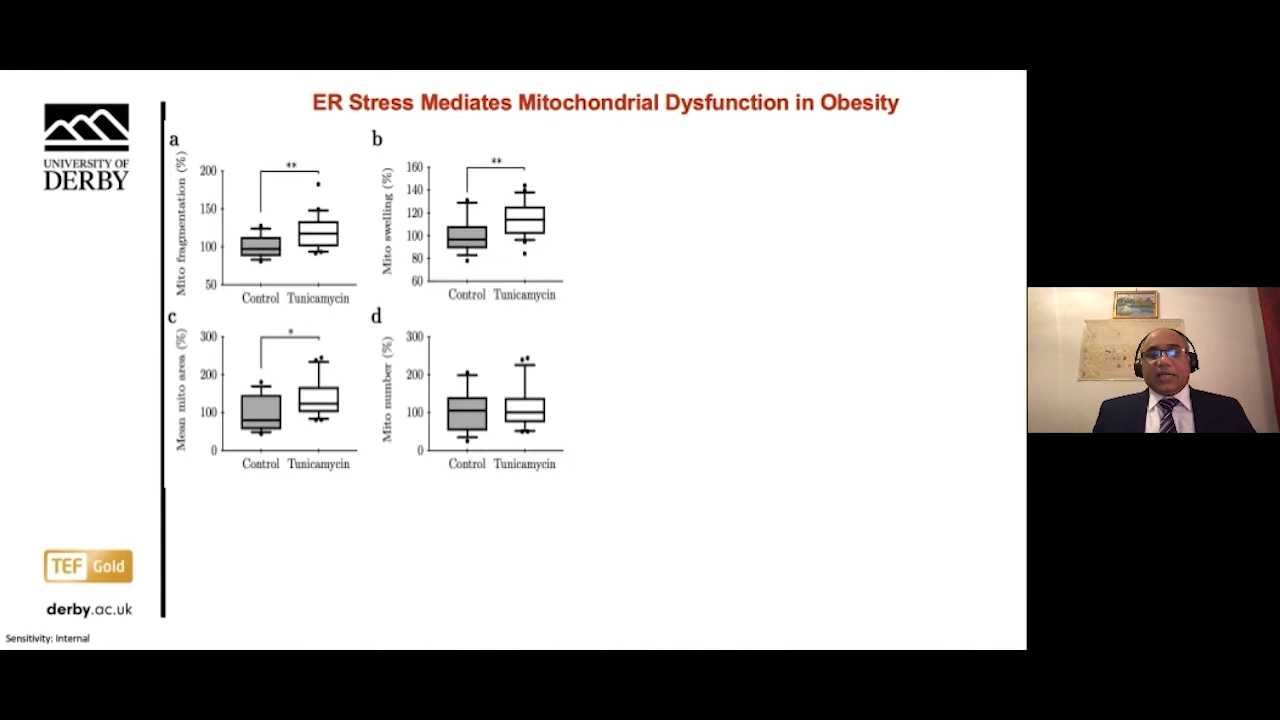 ER Stress Mediates Mitochondrial Dysfunction in Obesity
UNIVERSITY OF
DERBY
a
Mito fragmentation (%)
200
150
100
50
**
Control Tunicamycin
b
Mito swelling (%)
160
140
120
100
80
60
**
Control Tunicamycin
c
Mean mito area (%)
300
200
100
0
*
Control Tunicamycin
d
Mito number (%)
300
200
100
0
Control Tunicamycin
TEF Gold
derby.ac.uk
Sensitivity: Internal